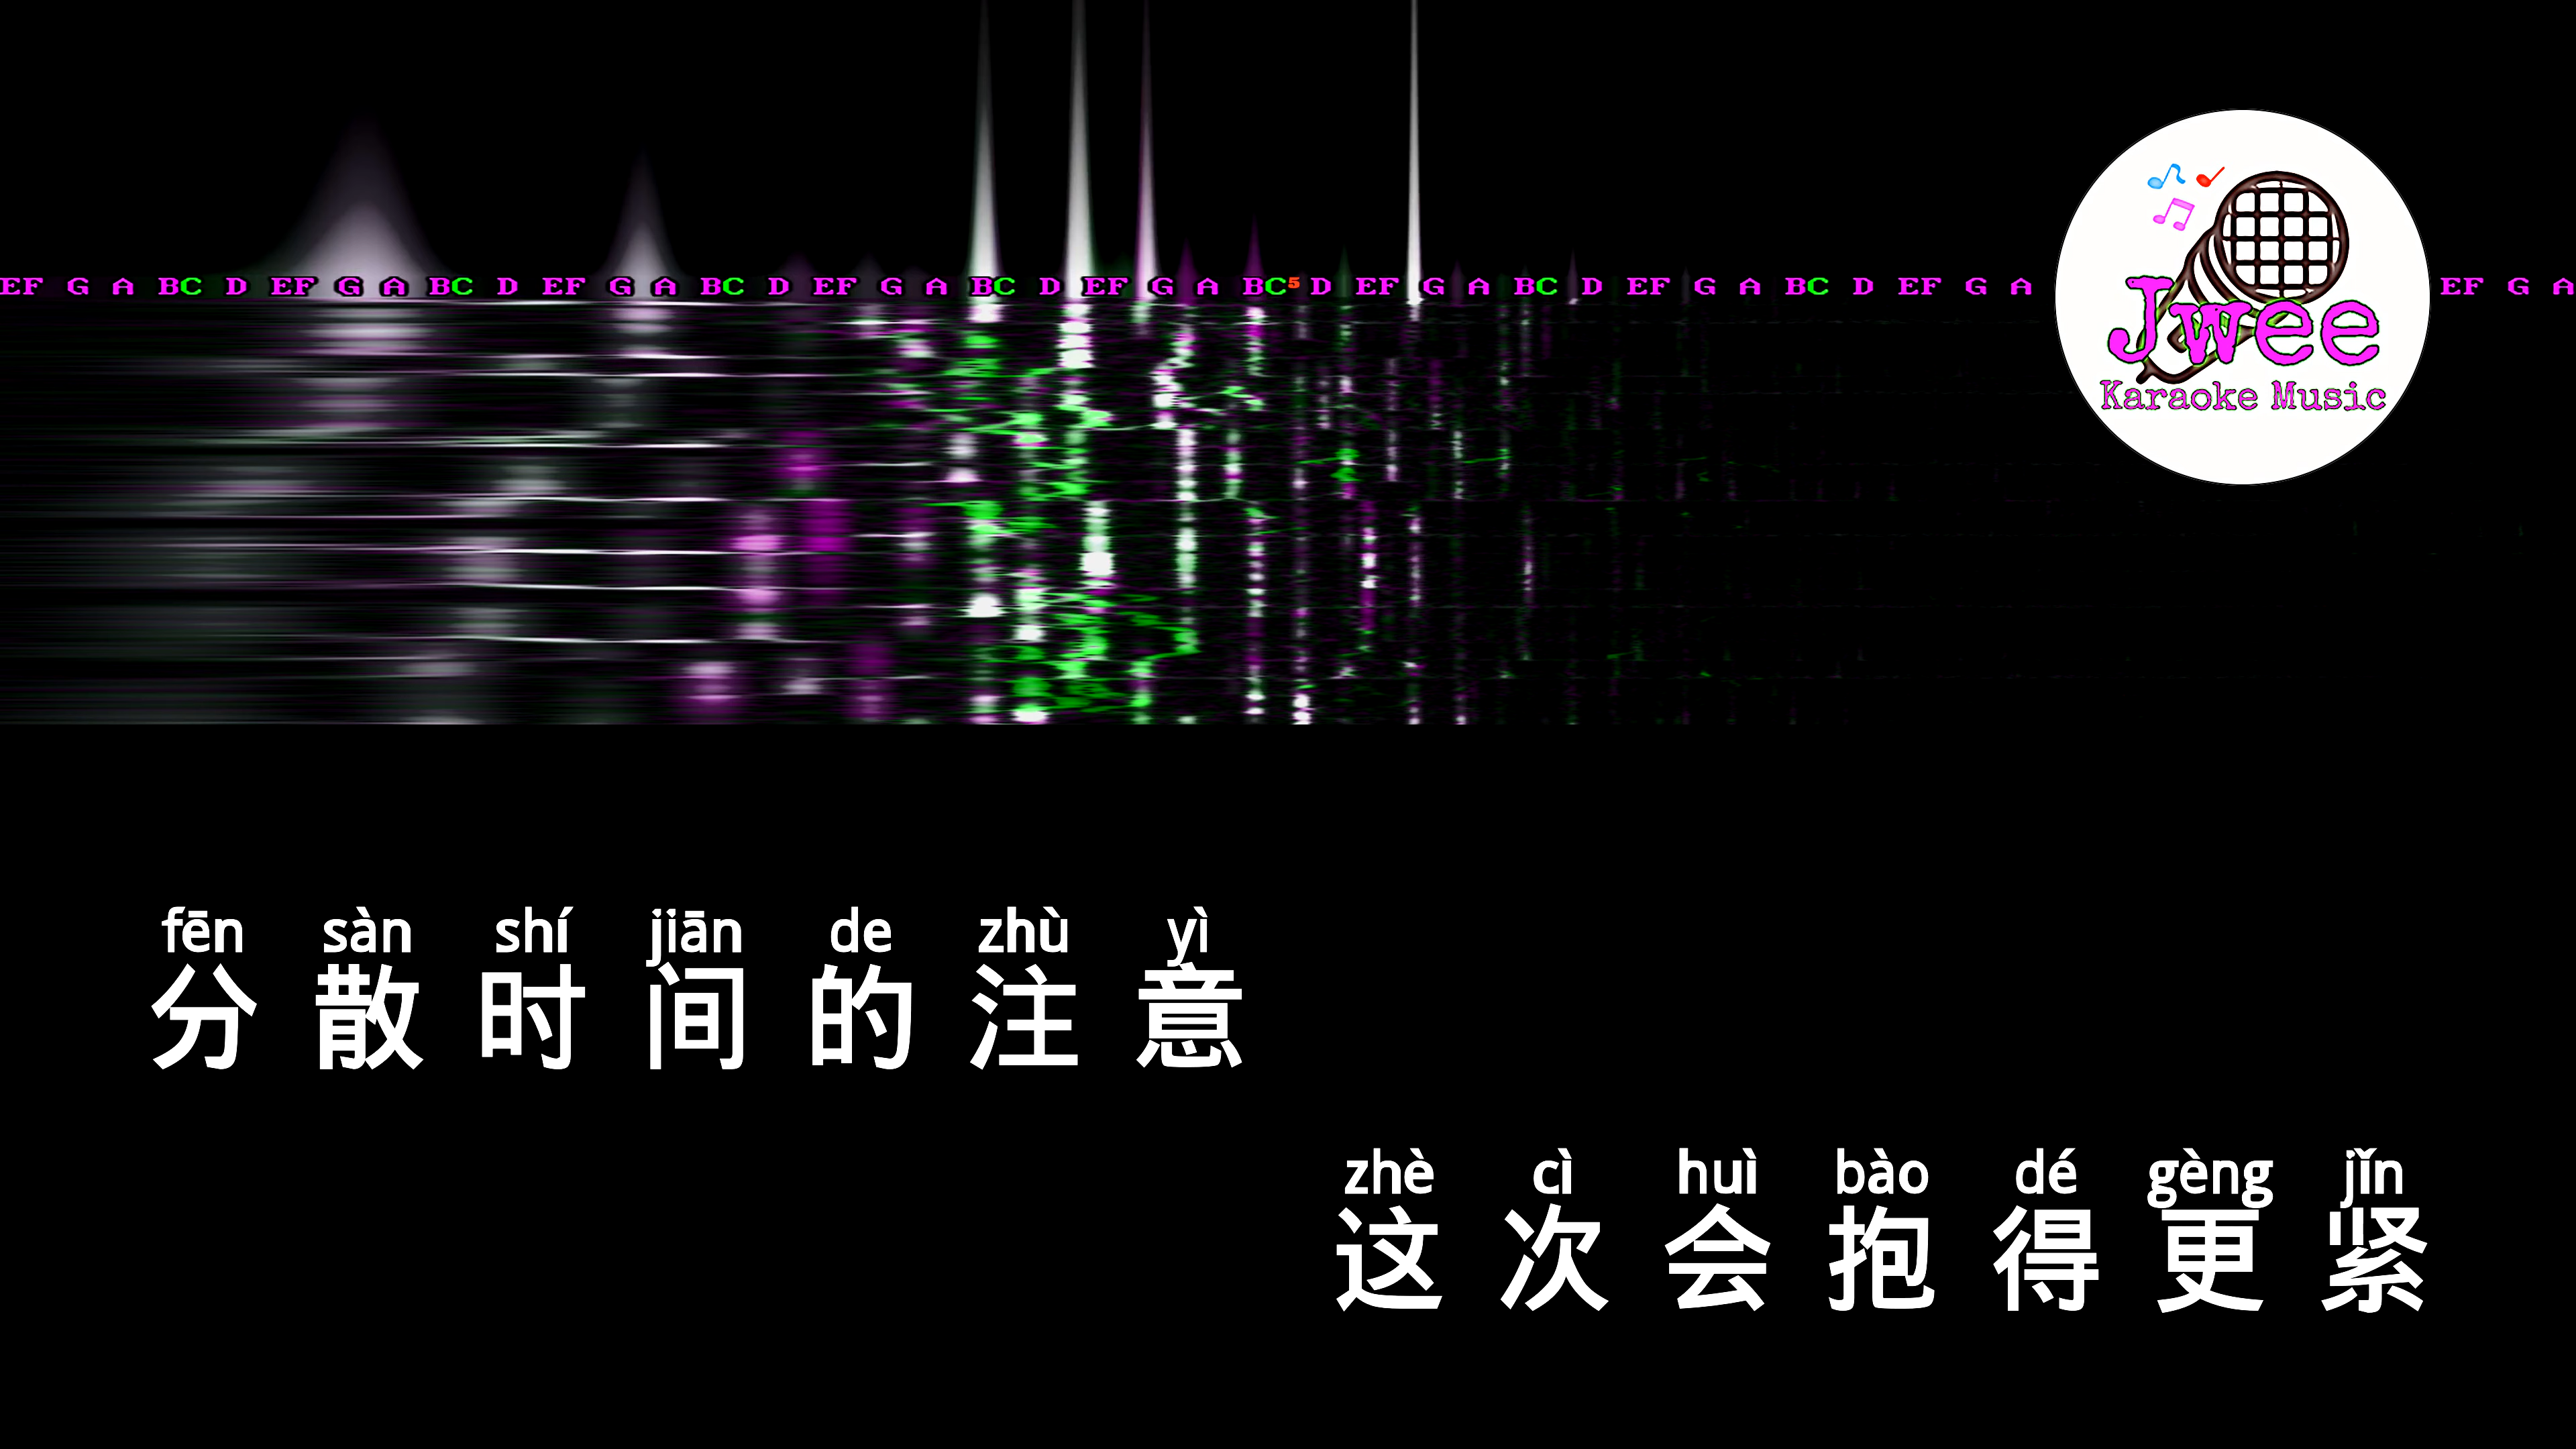 EF G A BC D EF G A BC D EF G A BC D EF G A BC D EF G A BC5 D EF G A BC D EF G A BC D EF G A EF G A
Jwee
Karaoke Music
fēn sàn shí jiān de zhù yì
分 散 时 间 的 注 意
zhè cì huì bào dé gèng jǐn
这 次 会 抱 得 更 紧